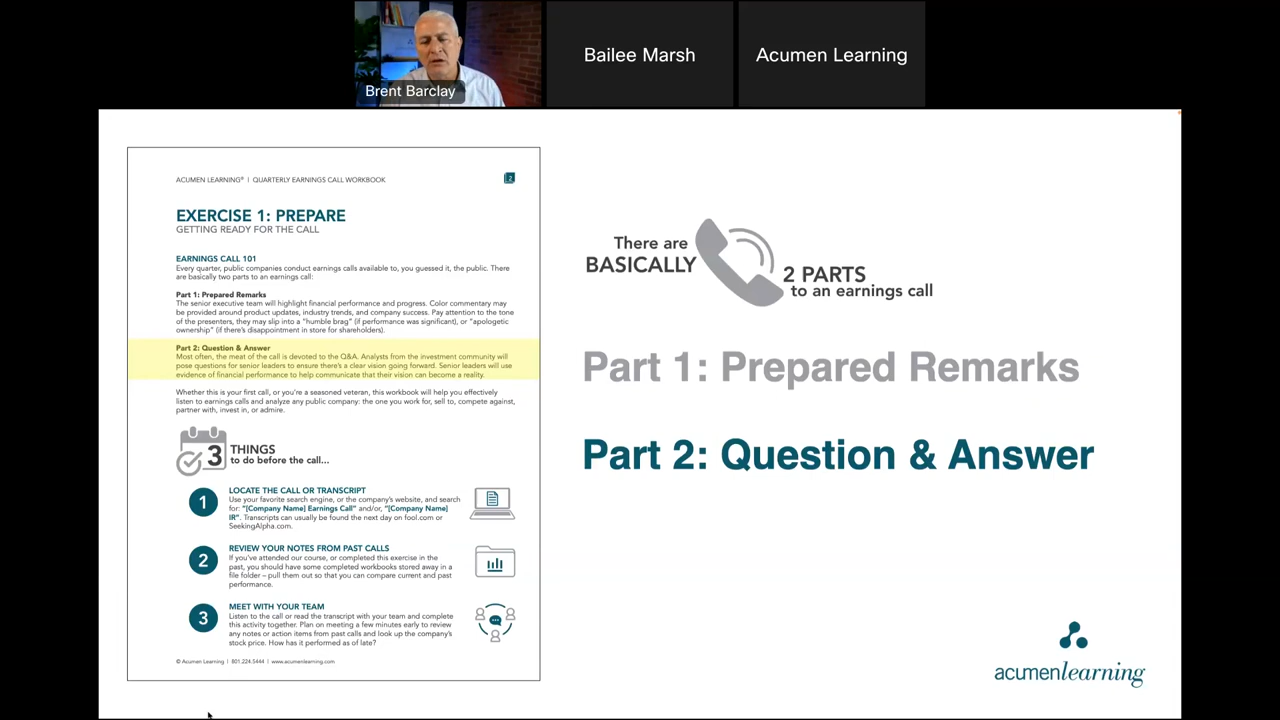 Brent Barclay
Bailee Marsh
Acumen Learning
ACUMEN LEARNING® | QUARTERLY EARNINGS CALL WORKBOOK
2
EXERCISE 1: PREPARE
GETTING READY FOR THE CALL
EARNINGS CALL 101
Every quarter, public companies conduct earnings calls available to, you guessed it, the public. There
are basically two parts to an earnings call:
Part 1: Prepared Remarks
The senior executive team will highlight financial performance and progress. Color commentary may
be provided around product updates, industry trends, and company success. Pay attention to the tone
of the presenters, they may slip into a "humble brag" (if performance was significant), or "apologetic
ownership" (if there's disappointment in store for shareholders).
Part 2: Question & Answer
Most often, the meat of the call is devoted to the Q&A. Analysts from the investment community will
pose questions for senior leaders to ensure there's a clear vision going forward. Senior leaders will use
evidence of financial performance to help communicate that their vision can become a reality.
Whether this is your first call, or you're a seasoned veteran, this workbook will help you effectively
listen to earnings calls and analyze any public company: the one you work for, sell to, compete against,
partner with, invest in, or admire.
3 THINGS
to do before the call...
1
LOCATE THE CALL OR TRANSCRIPT
Use your favorite search engine, or the company's website, and search
for: "[Company Name] Earnings Call" and/or, "[Company Name]
IR". Transcripts can usually be found the next day on fool.com or
SeekingAlpha.com.
2
REVIEW YOUR NOTES FROM PAST CALLS
If you've attended our course, or completed this exercise in the
past, you should have some completed workbooks stored away in a
file folder – pull them out so that you can compare current and past
performance.
3
MEET WITH YOUR TEAM
Listen to the call or read the transcript with your team and complete
this activity together. Plan on meeting a few minutes early to review
any notes or action items from past calls and look up the company's
stock price. How has it performed as of late?
© Acumen Learning | 801.224.5444 | www.acumenlearning.com
There are
BASICALLY
2 PARTS
to an earnings call
Part 1: Prepared Remarks
Part 2: Question & Answer
acumenlearning